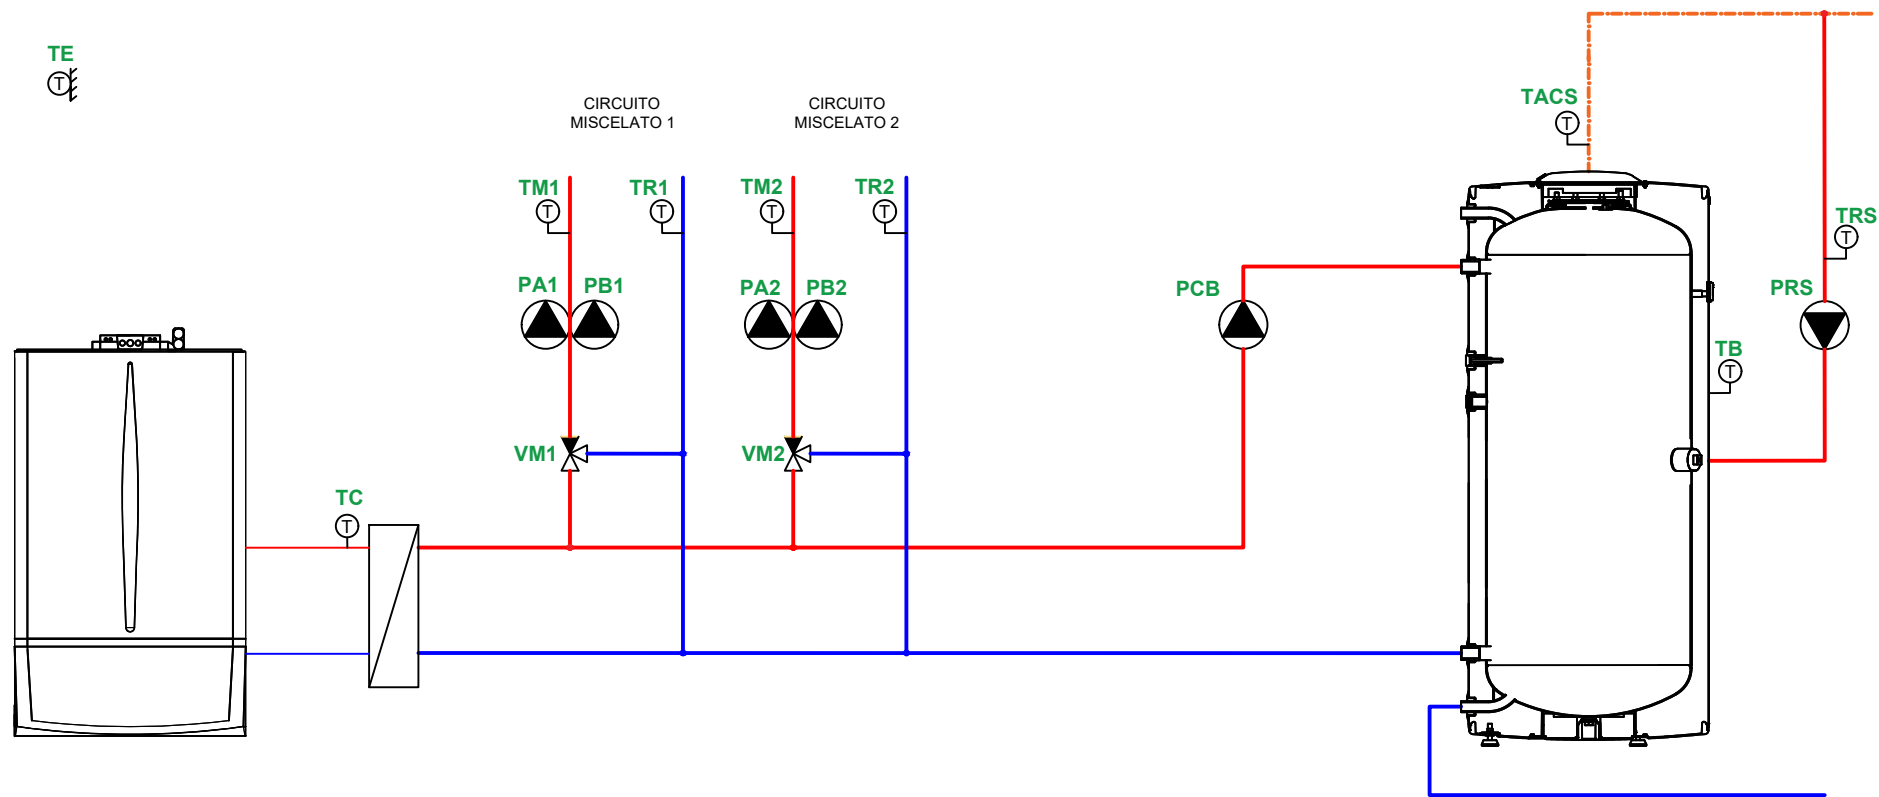 TE
T
CIRCUITO
MISCELATO 1
CIRCUITO
MISCELATO 2
TACS
T
TM1
T
TR1
T
TM2
T
TR2
T
TRS
T
PA1
PB1
PA2
PB2
PCB
PRS
TB
T
VM1
VM2
TC
T